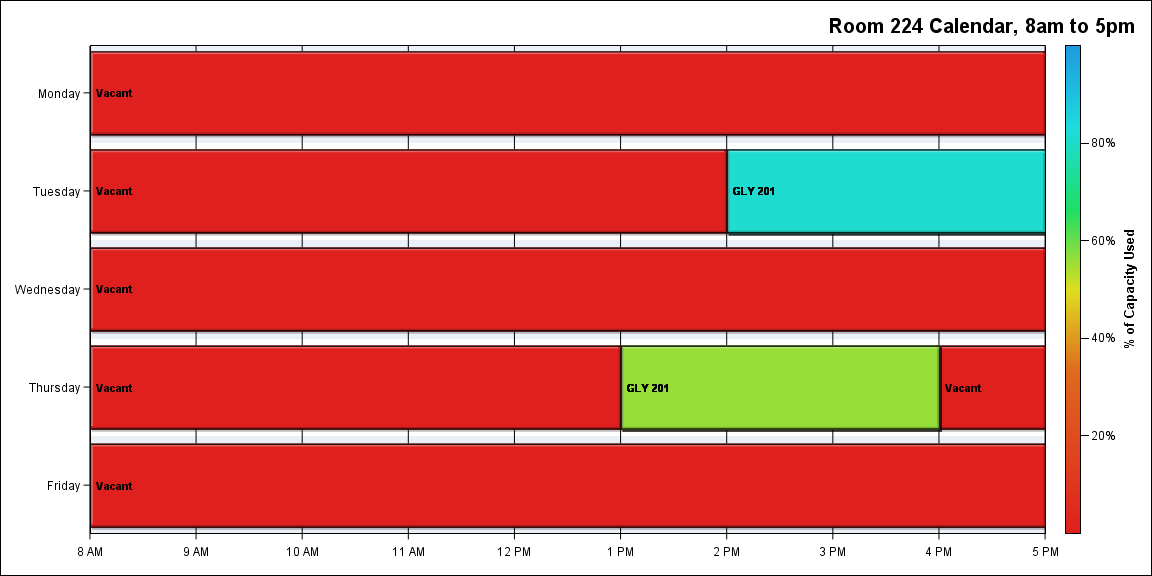 Room 224 Calendar, 8am to 5pm
Monday
Vacant
80%
Tuesday
Vacant
GLY 201
60%
% of Capacity Used
Wednesday
Vacant
40%
Thursday
Vacant
GLY 201
Vacant
20%
Friday
Vacant
8 AM
9 AM
10 AM
11 AM
12 PM
1 PM
2 PM
3 PM
4 PM
5 PM